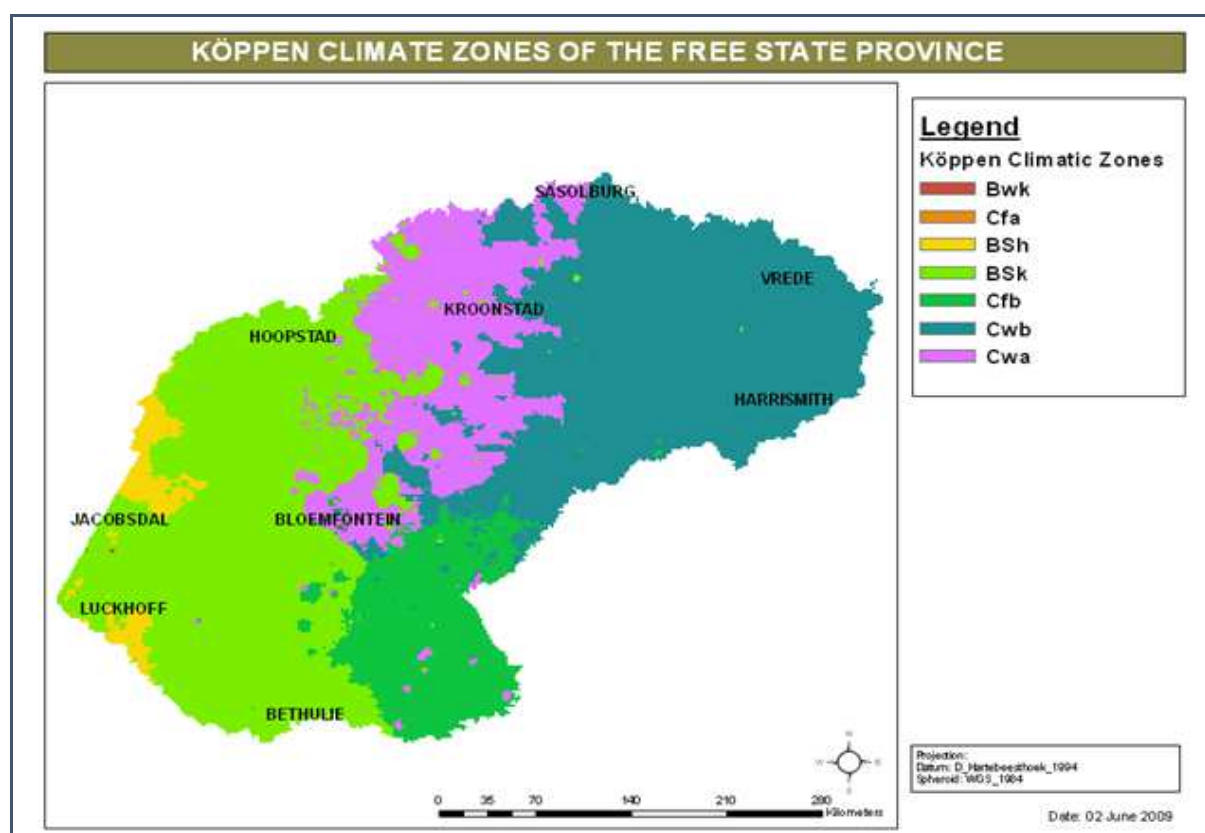 KÖPPEN CLIMATE ZONES OF THE FREE STATE PROVINCE
Legend
Köppen Climatic Zones
Bwk
Cfa
BSh
BSk
Cfb
Cwb
Cwa
SASOLBURG
VREDE
KROONSTAD
HOOPSTAD
HARRISMITH
JACOBSDAL
BLOEMFONTEIN
LUCKHOFF
BETHULIE
N
W
E
S
0 35 70 140 210 280
Kilometers
Projection:
Datum: D_Hartebeesthoek_1994
Spheroid: WGS_1984
Date: 02 June 2009